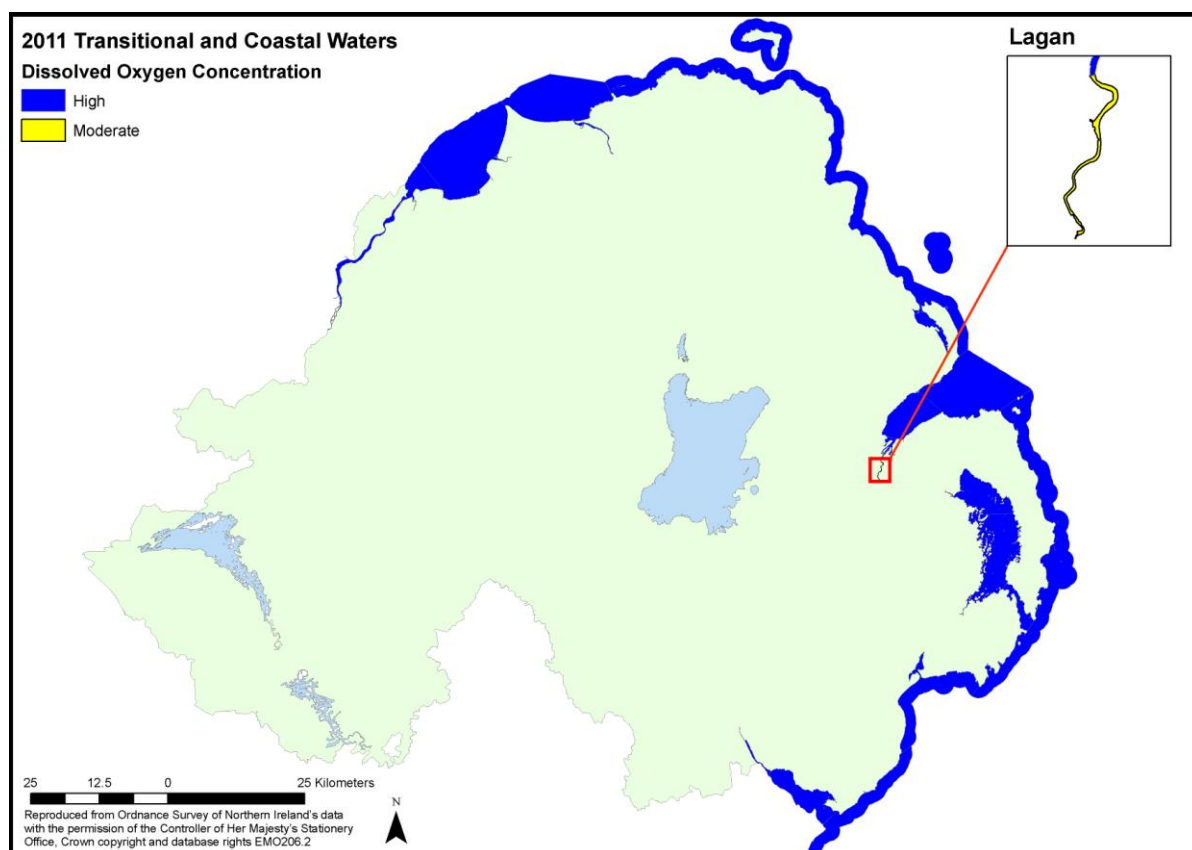 2011 Transitional and Coastal Waters
Dissolved Oxygen Concentration
High
Moderate
Lagan
25 12.5 0 25 Kilometers
N
Reproduced from Ordnance Survey of Northern Ireland's data
with the permission of the Controller of Her Majesty's Stationery
Office, Crown copyright and database rights EMO206.2